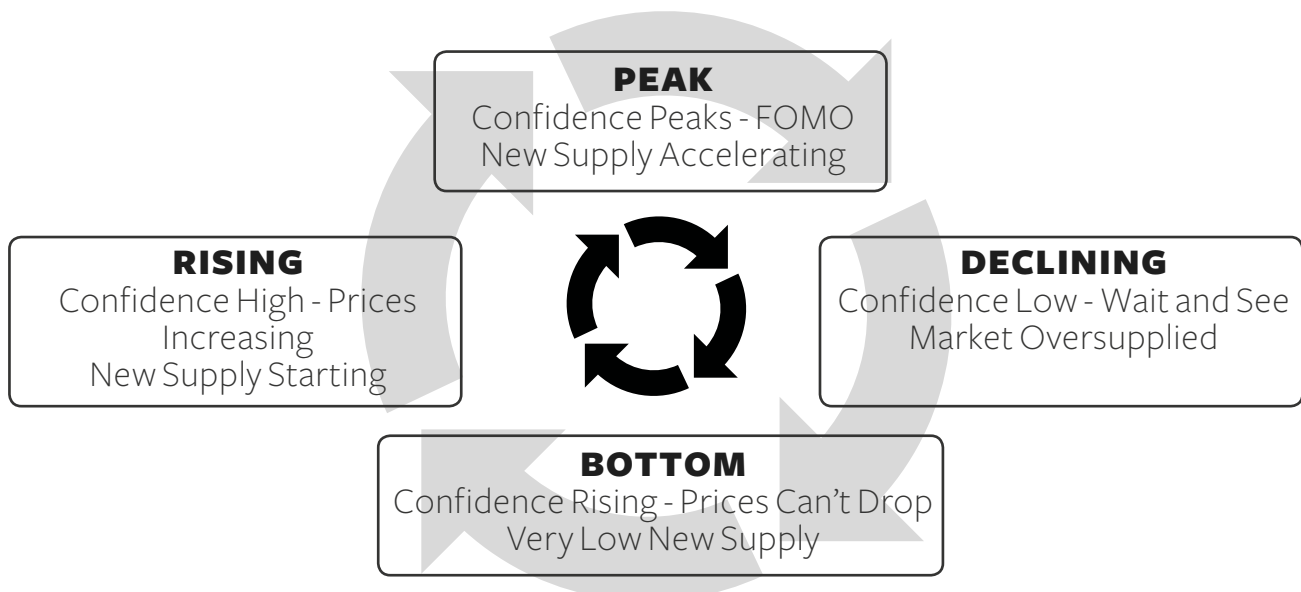 PEAK
Confidence Peaks - FOMO
New Supply Accelerating
RISING
Confidence High - Prices
Increasing
New Supply Starting
DECLINING
Confidence Low - Wait and See
Market Oversupplied
BOTTOM
Confidence Rising - Prices Can’t Drop
Very Low New Supply